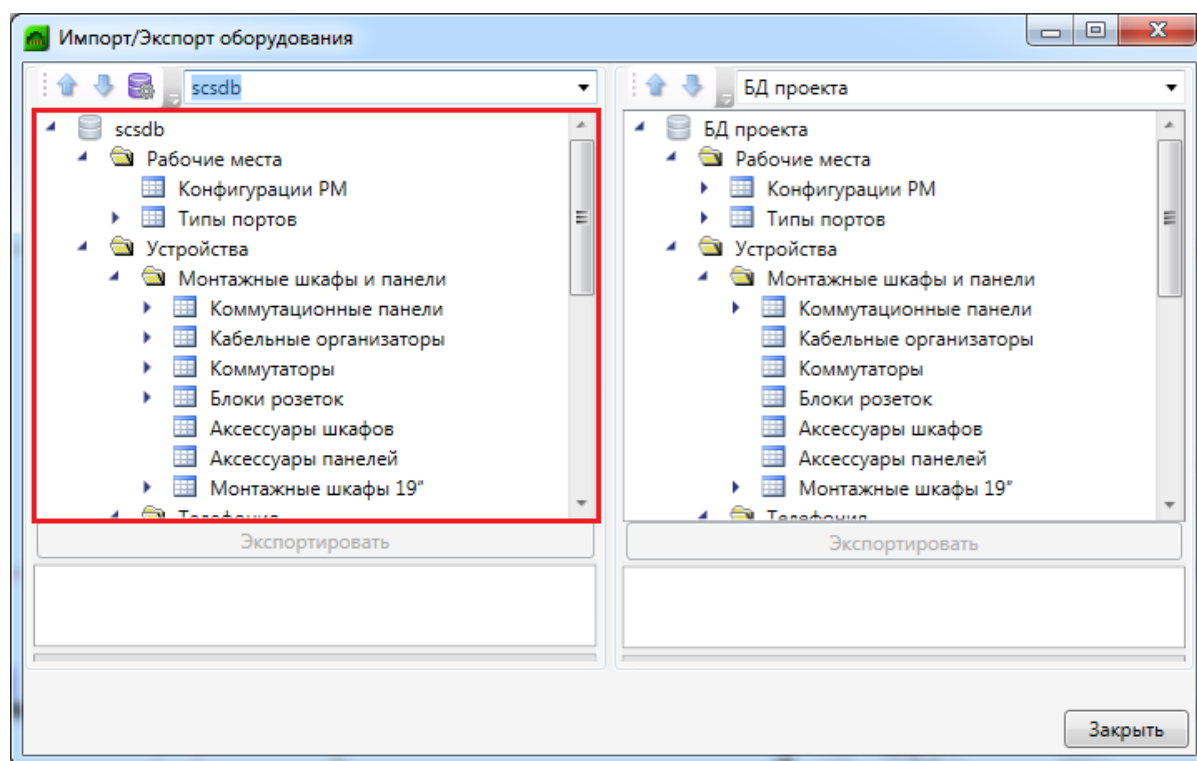 Импорт/Экспорт оборудования
scsdb
scsdb
Рабочие места
Конфигурации РМ
Типы портов
Устройства
Монтажные шкафы и панели
Коммутационные панели
Кабельные организаторы
Коммутаторы
Блоки розеток
Аксессуары шкафов
Аксессуары панелей
Монтажные шкафы 19"
Телефония
Экспортировать
БД проекта
БД проекта
Рабочие места
Конфигурации РМ
Типы портов
Устройства
Монтажные шкафы и панели
Коммутационные панели
Кабельные организаторы
Коммутаторы
Блоки розеток
Аксессуары шкафов
Аксессуары панелей
Монтажные шкафы 19"
Телефония
Экспортировать
Закрыть